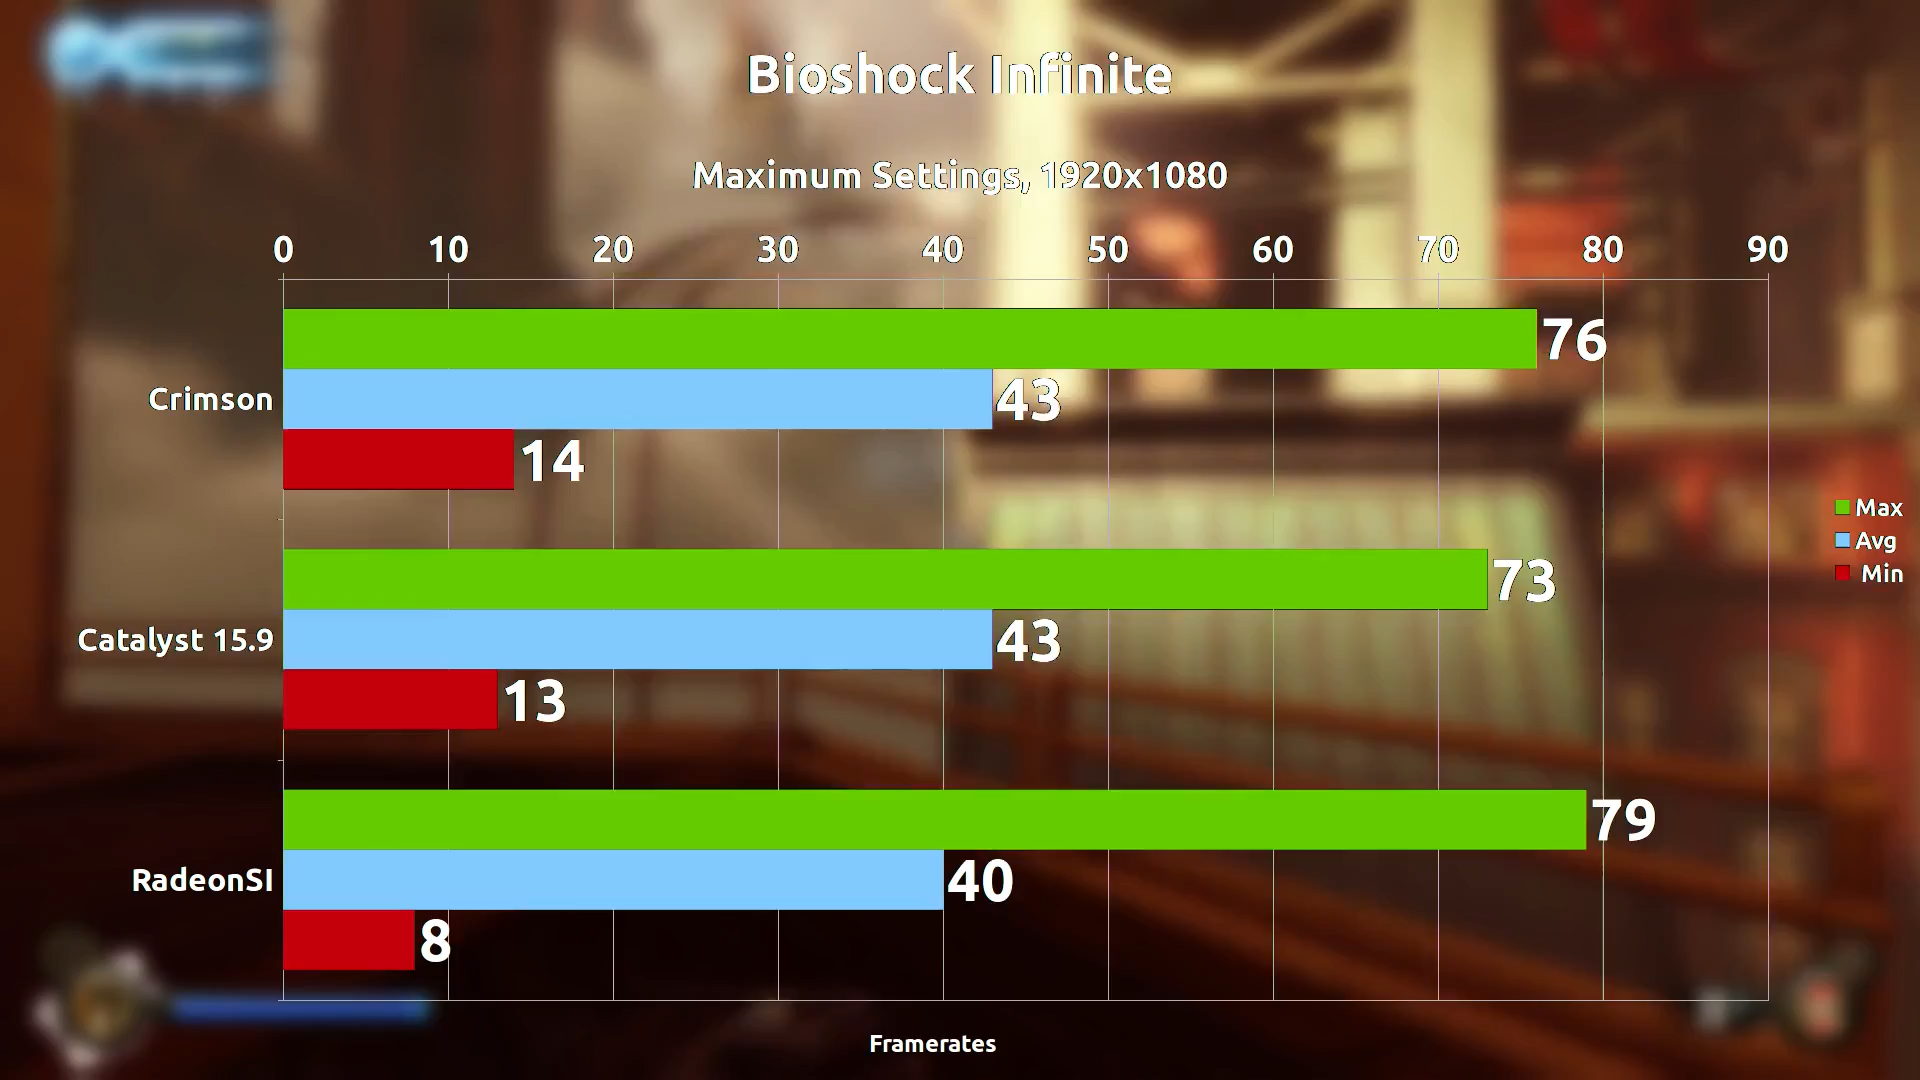 Bioshock Infinite
Maximum Settings, 1920x1080
0 10 20 30 40 50 60 70 80 90
76
Crimson 43
14
73
Catalyst 15.9 43
13
79
RadeonSI 40
8
Max
Avg
Min
Framerates